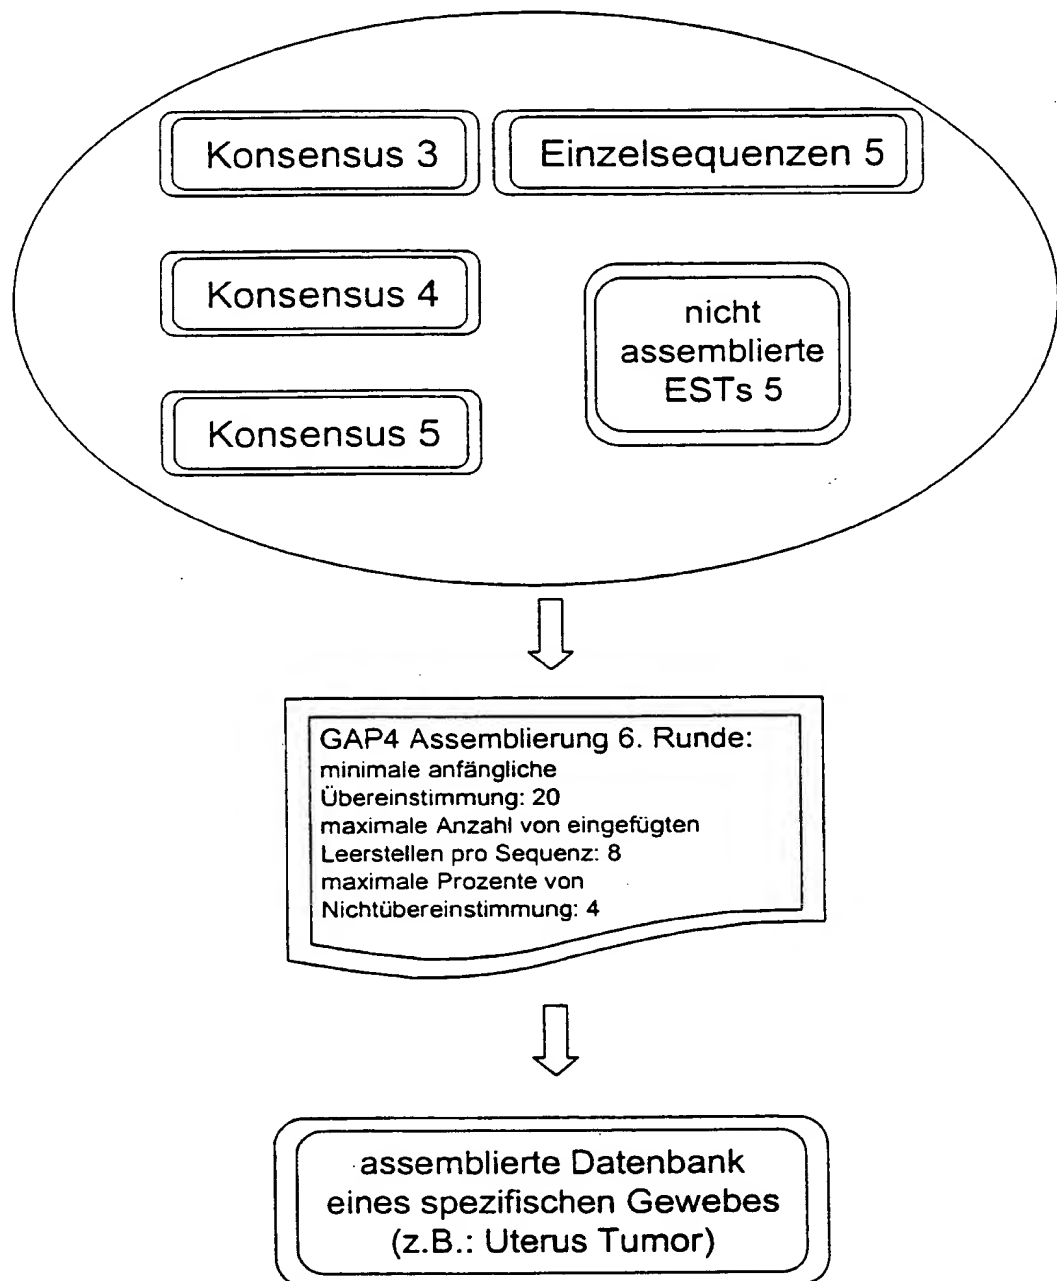 Konsensus 3
Einzelsequenzen 5
Konsensus 4
nicht
assemblierte
ESTs 5
Konsensus 5
GAP4 Assemblierung 6. Runde:
minimale anfängliche
Übereinstimmung: 20
maximale Anzahl von eingefügten
Leerstellen pro Sequenz: 8
maximale Prozente von
Nichtübereinstimmung: 4
assemblierte Datenbank
eines spezifischen Gewebes
(z.B.: Uterus Tumor)